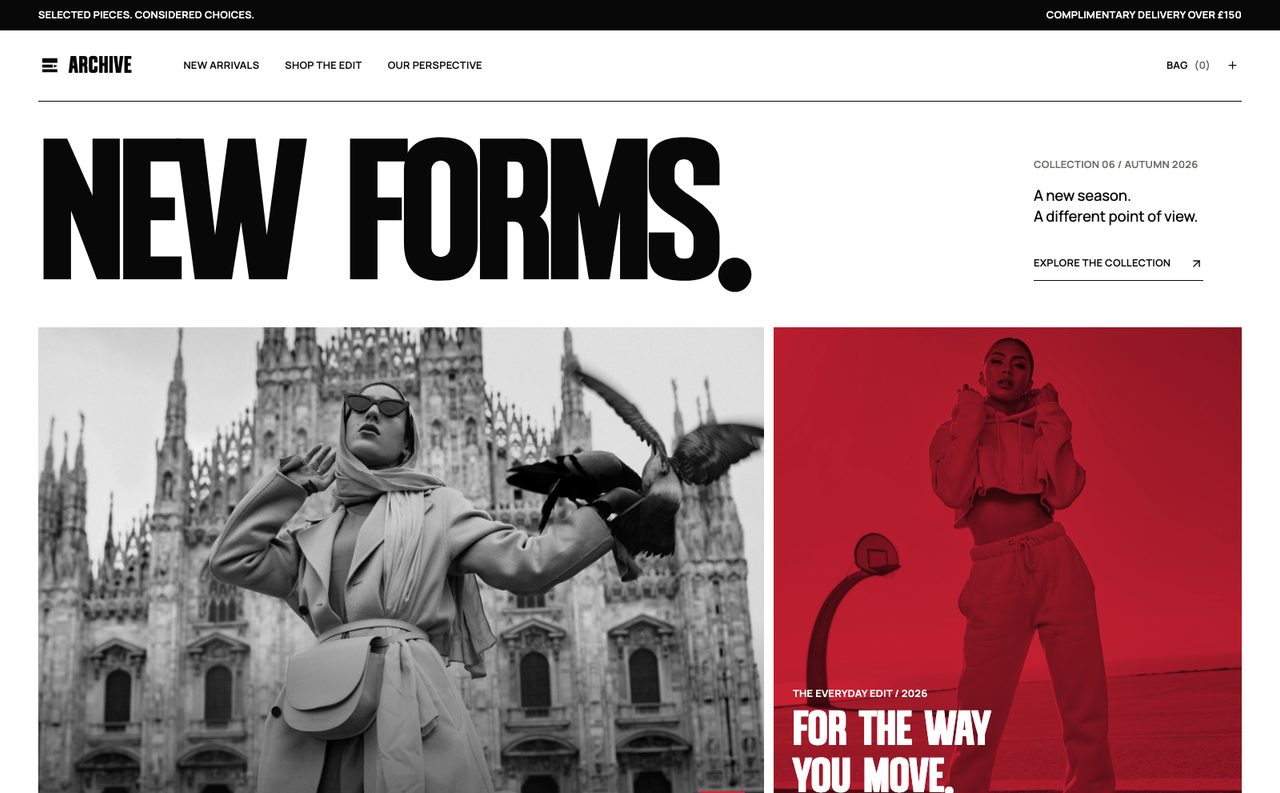 SELECTED PIECES. CONSIDERED CHOICES.
COMPLIMENTARY DELIVERY OVER £150
ARCHIVE
NEW ARRIVALS
SHOP THE EDIT
OUR PERSPECTIVE
BAG (0) +
NEW FORMS.
COLLECTION 06 / AUTUMN 2026
A new season.
A different point of view.
EXPLORE THE COLLECTION
THE EVERYDAY EDIT / 2026
FOR THE WAY
YOU MOVE.